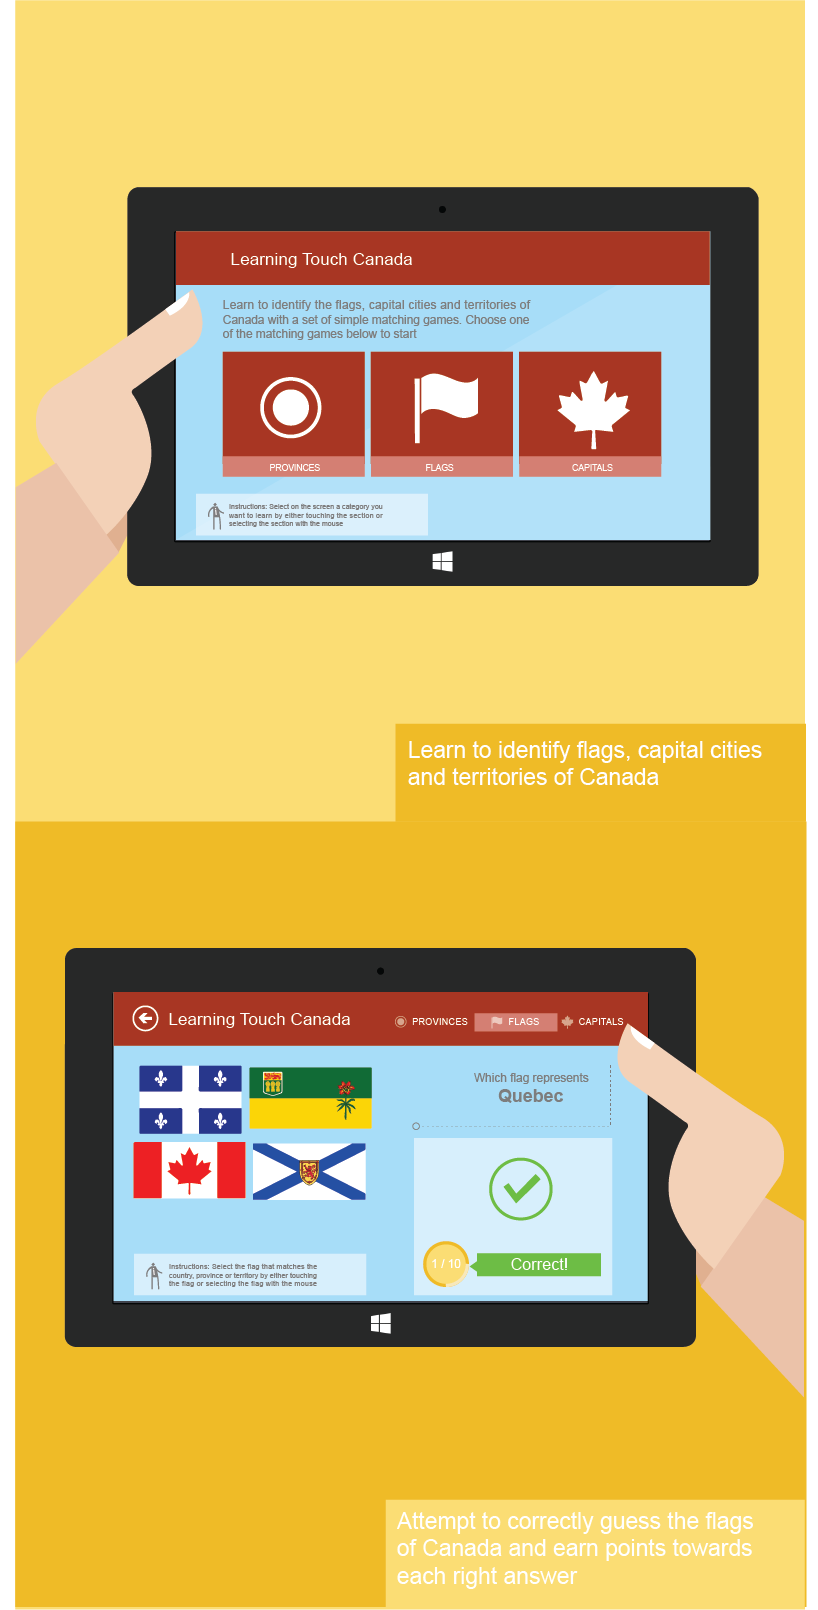 Learning Touch Canada
Learn to identify the flags, capital cities and territories of
Canada with a set of simple matching games. Choose one
of the matching games below to start
PROVINCES
FLAGS
CAPITALS
Instructions: Select on the screen a category you
want to learn by either touching the section or
selecting the section with the mouse
Learn to identify flags, capital cities
and territories of Canada
Learning Touch Canada
PROVINCES
FLAGS
CAPITALS
Which flag represents
Quebec
1 / 10
Correct!
Instructions: Select the flag that matches the
country, province or territory by either touching
the flag or selecting the flag with the mouse
Attempt to correctly guess the flags
of Canada and earn points towards
each right answer